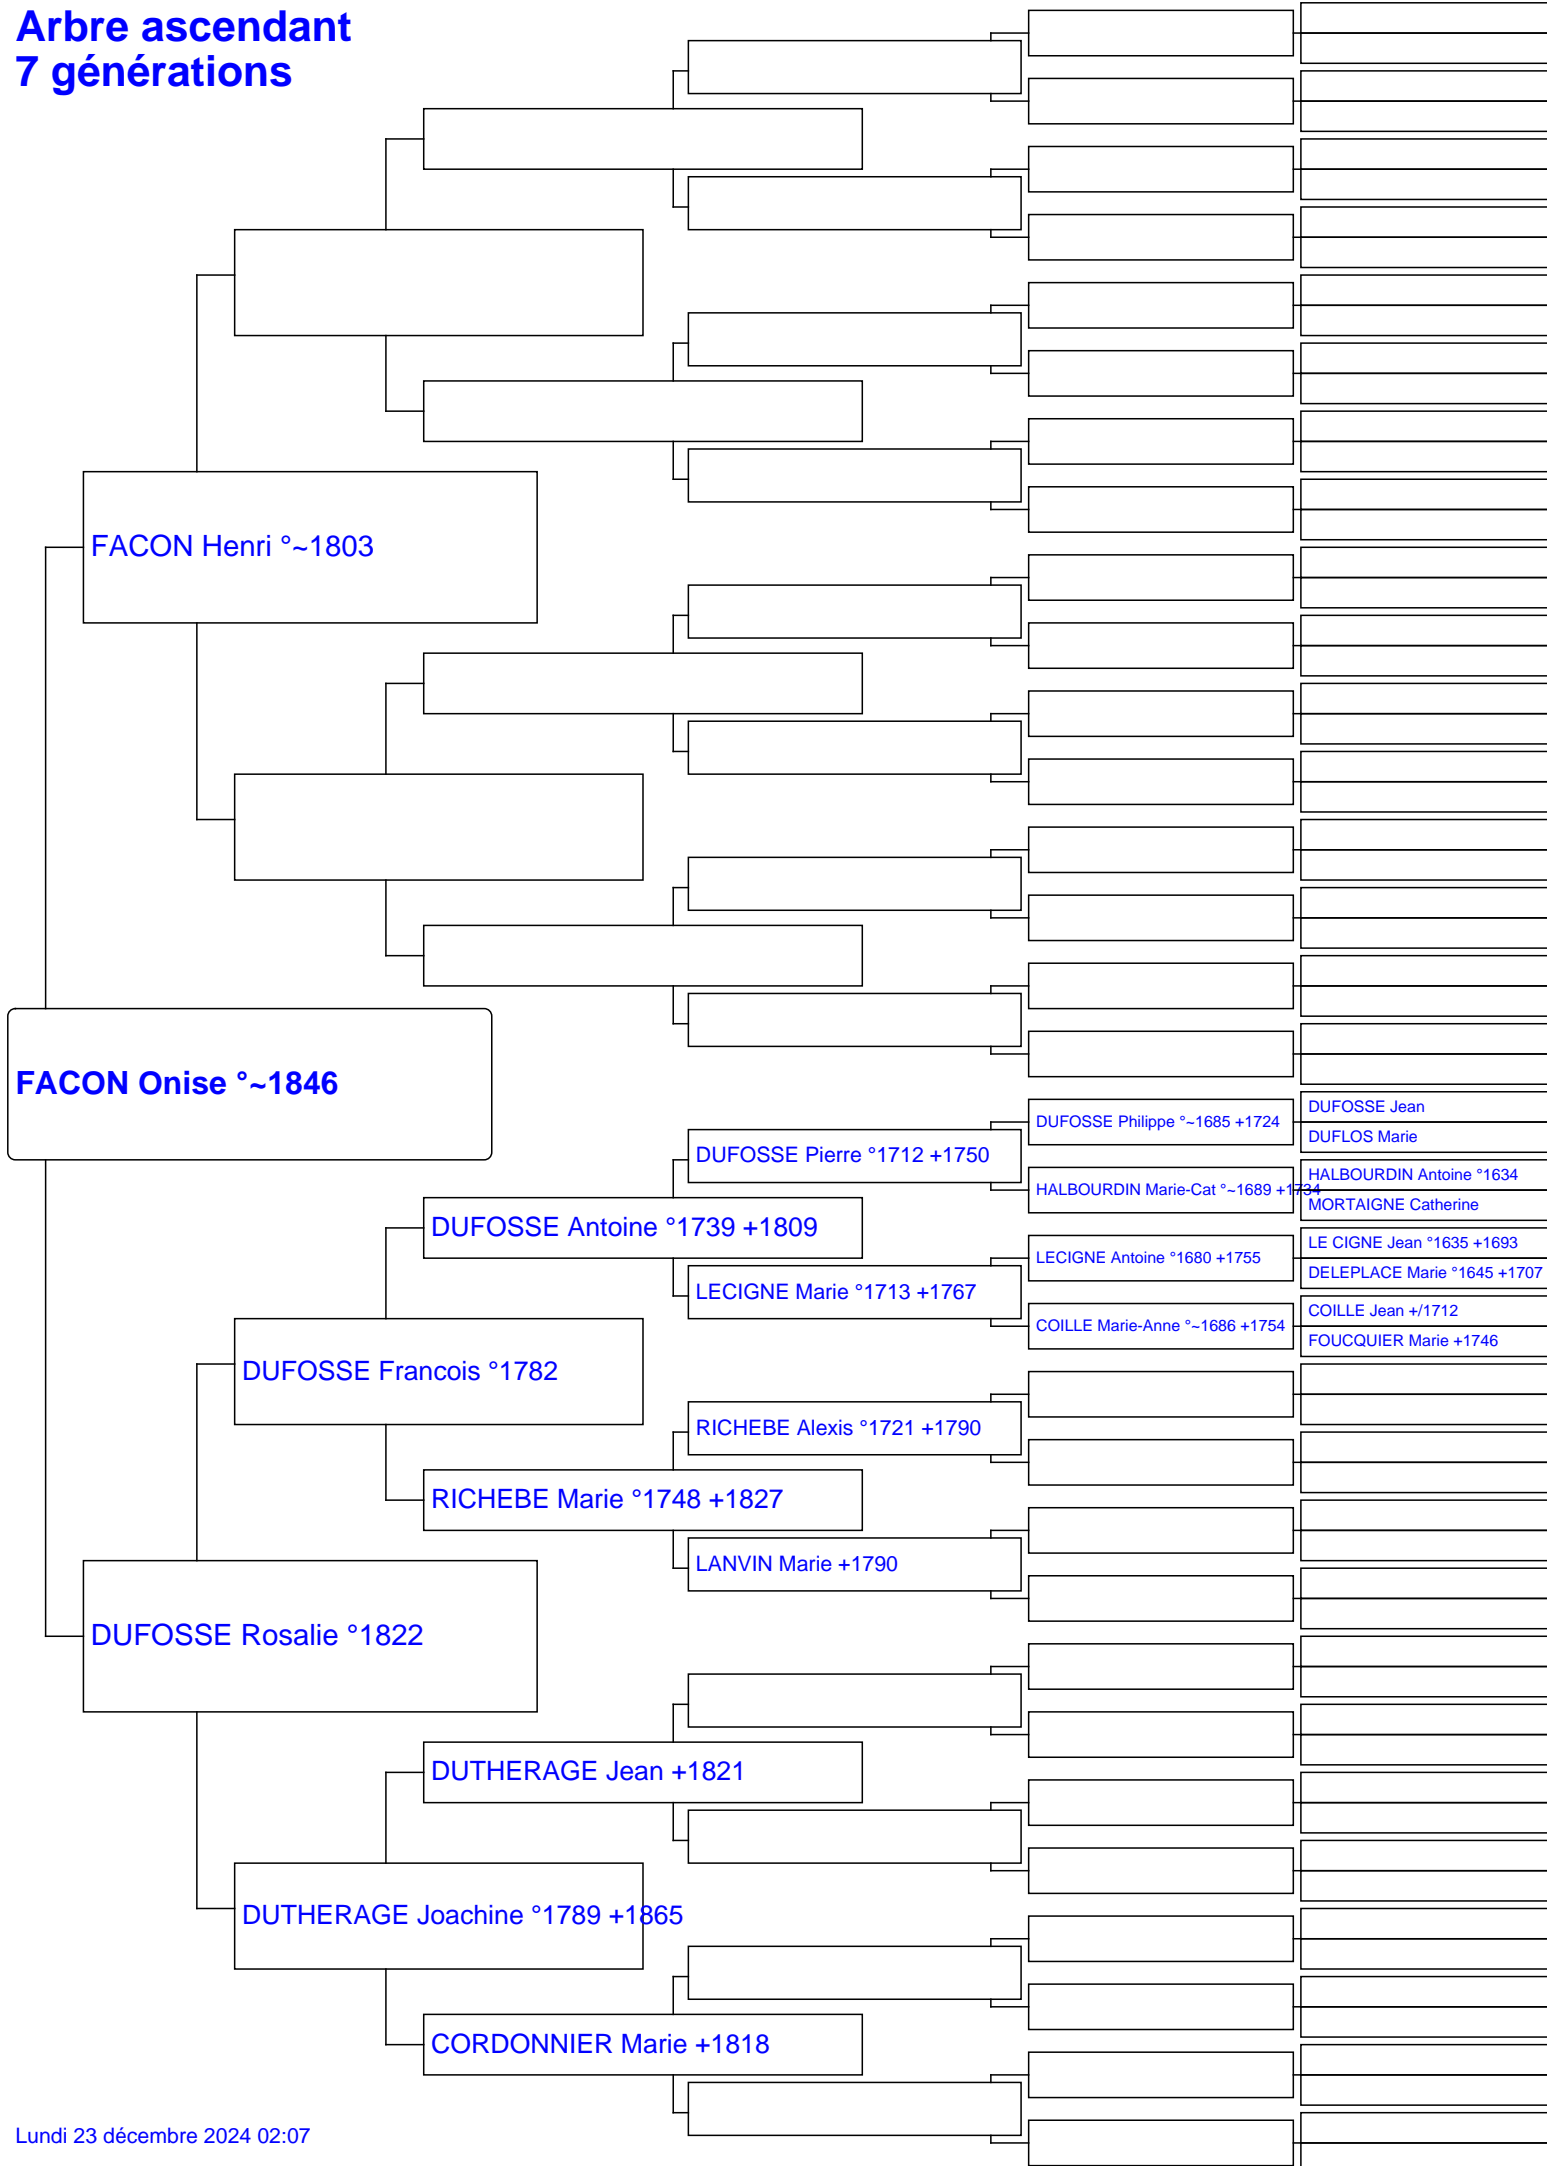 Arbre ascendant
7 générations
FACON Henri °~1803
FACON Onise °~1846
DUFOSSE Philippe °~1685 +1724
DUFOSSE Jean
DUFLOS Marie
DUFOSSE Pierre °1712 +1750
HALBOURDIN Marie-Cat °~1689 +1734
HALBOURDIN Antoine °1634
MORTAIGNE Catherine
DUFOSSE Antoine °1739 +1809
LECIGNE Antoine °1680 +1755
LE CIGNE Jean °1635 +1693
DELEPLACE Marie °1645 +1707
LECIGNE Marie °1713 +1767
COILLE Marie-Anne °~1686 +1754
COILLE Jean +/1712
FOUCQUIER Marie +1746
DUFOSSE Francois °1782
RICHEBE Alexis °1721 +1790
RICHEBE Marie °1748 +1827
LANVIN Marie +1790
DUFOSSE Rosalie °1822
DUTHERAGE Jean +1821
DUTHERAGE Joachine °1789 +1865
CORDONNIER Marie +1818
Lundi 23 décembre 2024 02:07